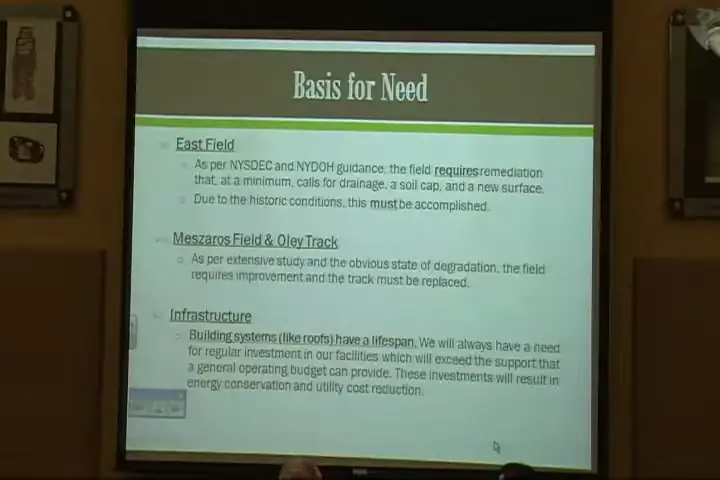 Basis for Need
East Field
As per NYSDEC and NYDOH guidance, the field requires remediation
that, at a minimum, calls for drainage, a soil cap, and a new surface.
Due to the historic conditions, this must be accomplished.
Meszaros Field & Oley Track
As per extensive study and the obvious state of degradation, the field
requires improvement and the track must be replaced.
Infrastructure
Building systems (like roofs) have a lifespan. We will always have a need
for regular investment in our facilities which will exceed the support that
a general operating budget can provide. These investments will result in
energy conservation and utility cost reduction.